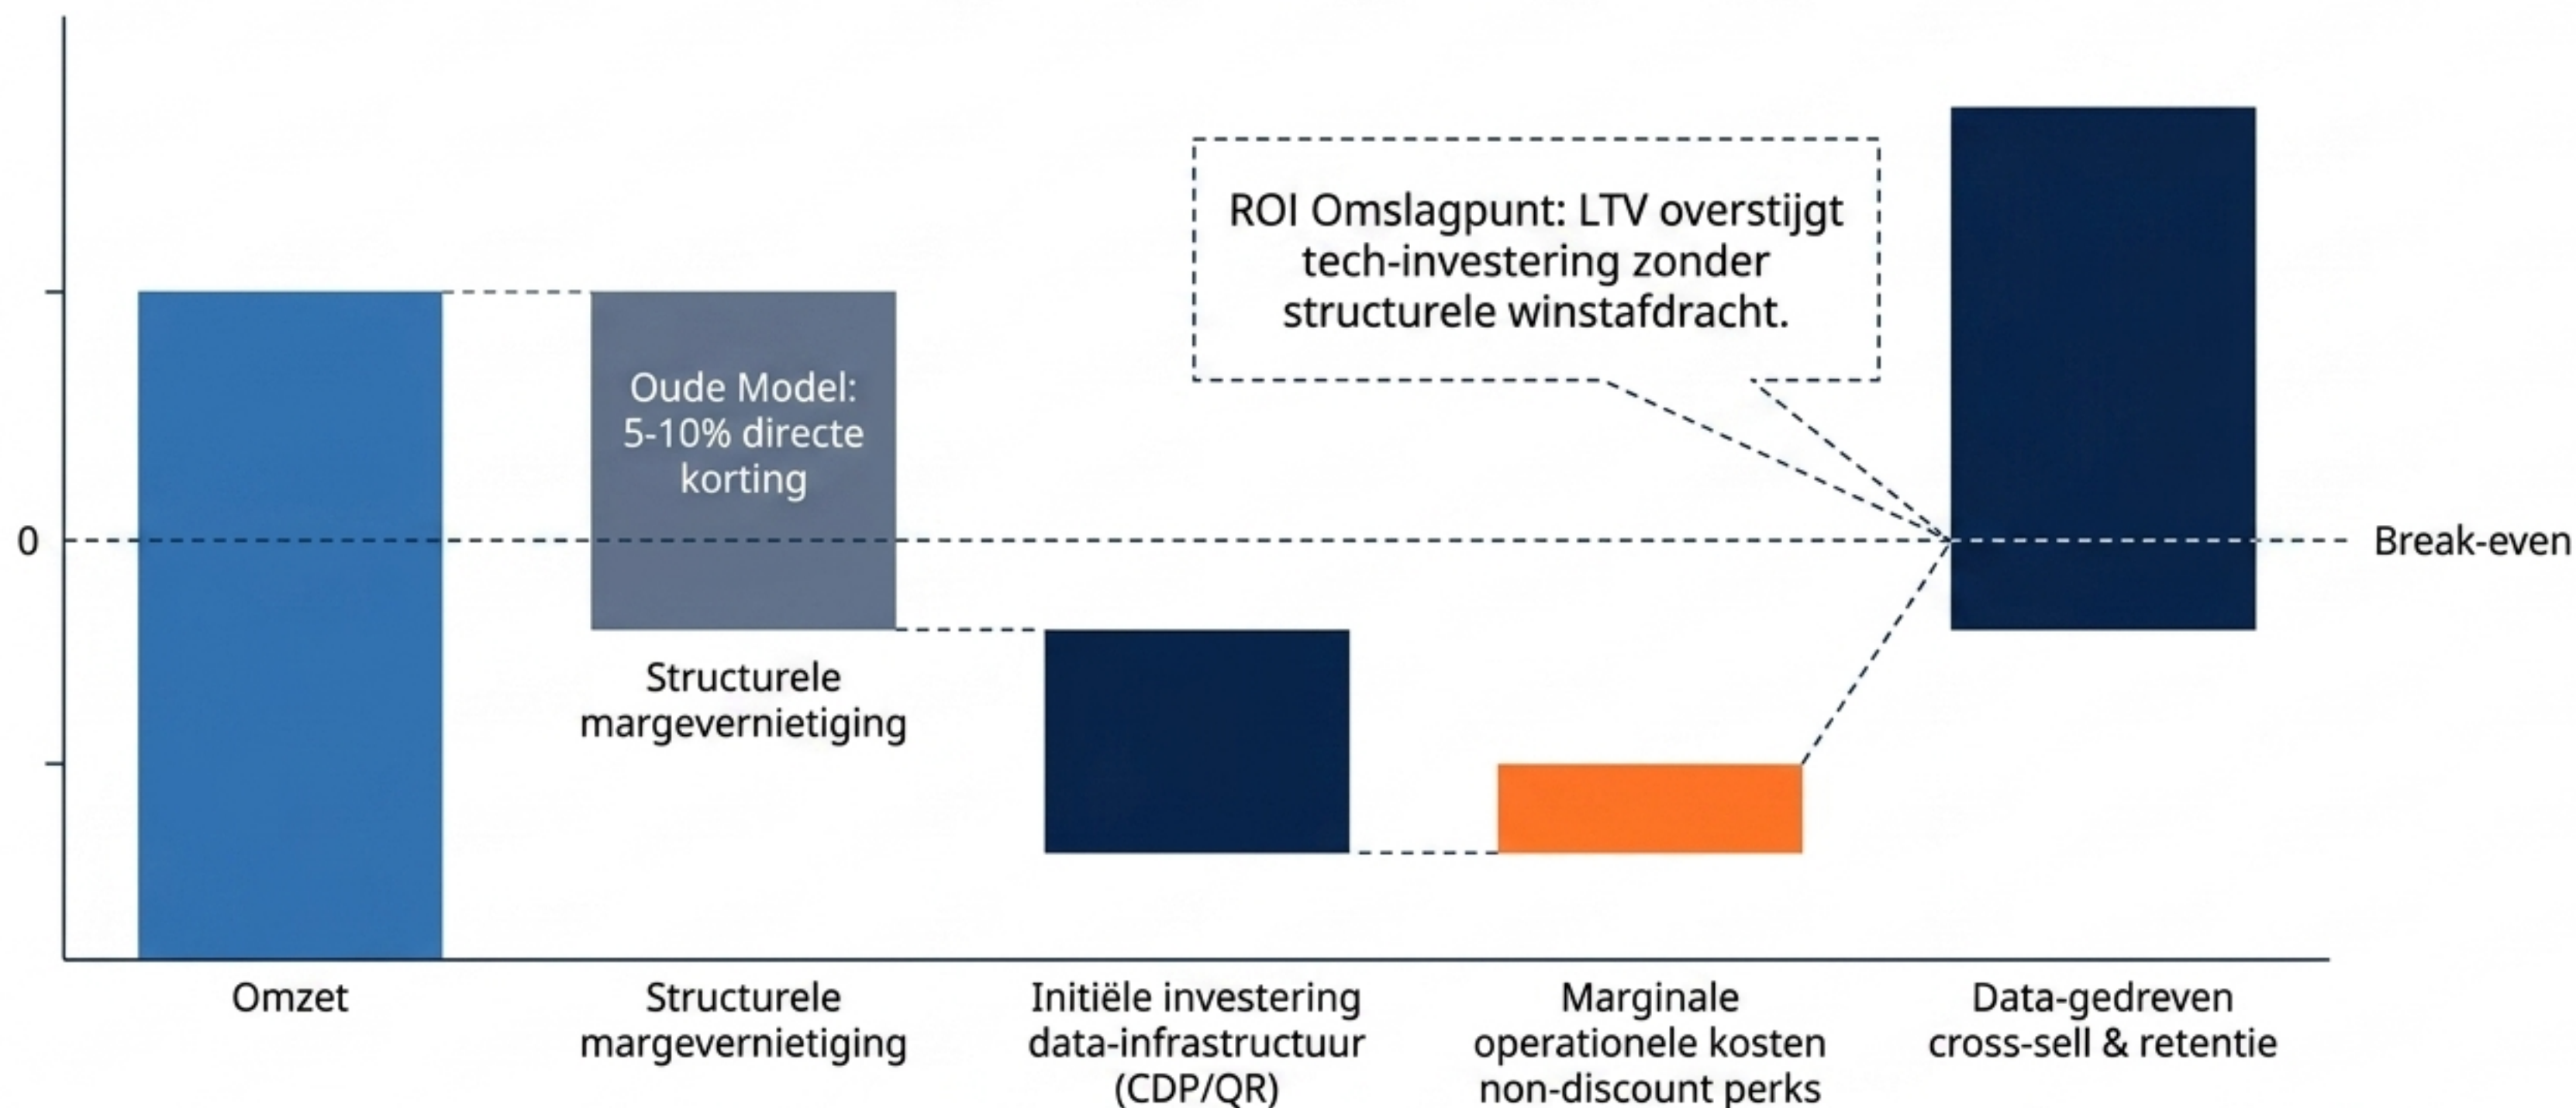 ROI Omslagpunt: LTV overstijgt
tech-investering zonder
structurele winstafdracht.
Oude Model:
5-10% directe
korting
0
Break-even
Structurele
margevernietiging
Omzet
Structurele
margevernietiging
Initiële investering
data-infrastructuur
(CDP/QR)
Marginale
operationele kosten
non-discount perks
Data-gedreven
cross-sell & retentie